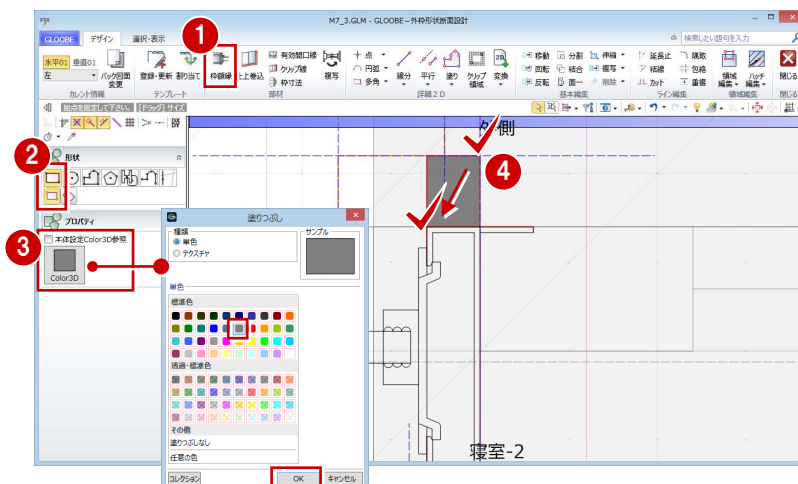 M7_3.GLM - GLOOBE - 外枠形状断面設計
GLOOBE デザイン 選択・表示
検索したい語句を入力
1
水平01 垂直01
左
バック図面 変更
登録・更新 割り当て
枠額縁
上上巻込
有効開口線
クリップ線
枠寸法
複写
点
円弧
多角
線分 平行 塗り クリップ 領域 変換
移動 分割 伸縮
回転 結合 複写
反転 面一 削除
延長止 隅取
結線 包絡
カット 重複
領域 編集
ハッチ 編集
閉じる
カレント情報 テンプレート 部材 詳細2D 基本編集 ライン編集 領域編集 閉じる
始点を指定して下さい。 [ドラッグ] サイズ
2
形状
外側
4
プロパティ
3
本体設定Color3D参照
Color3D
塗りつぶし
種類
単色
テクスチャ
サンプル
単色
標準色
透過・標準色
その他
塗りつぶしなし
任意の色
コレクション OK キャンセル
寝室-2